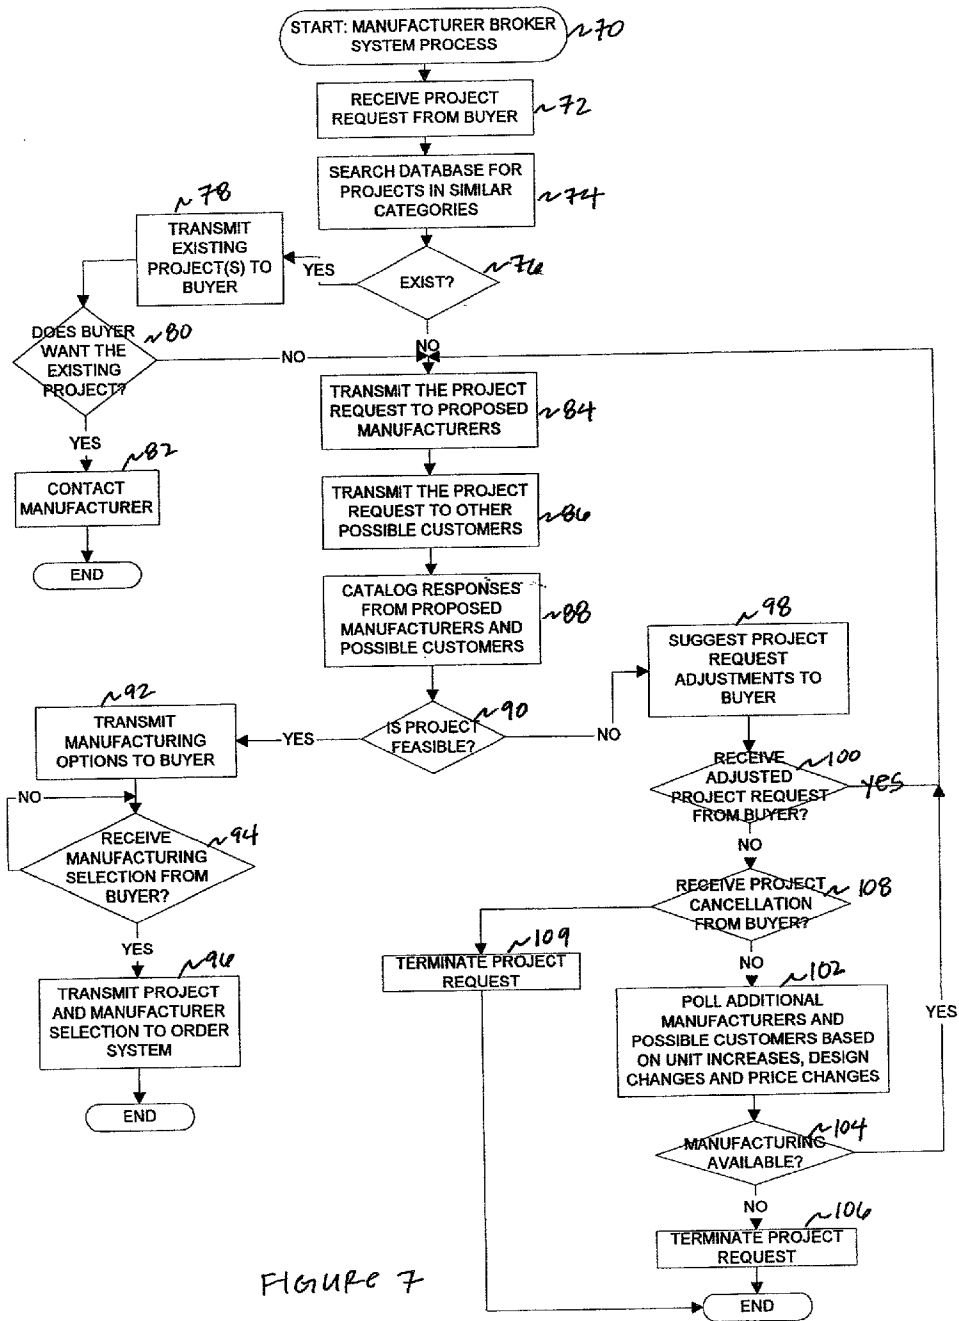 START: MANUFACTURER BROKER
SYSTEM PROCESS
~70
RECEIVE PROJECT
REQUEST FROM BUYER
~72
SEARCH DATABASE FOR
PROJECTS IN SIMILAR
CATEGORIES
~74
~78
TRANSMIT
EXISTING
PROJECT(S) TO
BUYER
YES
EXIST?
~76
DOES BUYER
WANT THE
EXISTING
PROJECT?
~80
NO
NO
TRANSMIT THE PROJECT
REQUEST TO PROPOSED
MANUFACTURERS
~84
YES
~82
CONTACT
MANUFACTURER
END
TRANSMIT THE PROJECT
REQUEST TO OTHER
POSSIBLE CUSTOMERS
~86
CATALOG RESPONSES
FROM PROPOSED
MANUFACTURERS AND
POSSIBLE CUSTOMERS
~88
~98
SUGGEST PROJECT
REQUEST
ADJUSTMENTS TO
BUYER
~92
TRANSMIT
MANUFACTURING
OPTIONS TO BUYER
YES
IS PROJECT
FEASIBLE?
~90
NO
RECEIVE
ADJUSTED
PROJECT REQUEST
FROM BUYER?
~100
yes
NO
RECEIVE
MANUFACTURING
SELECTION FROM
BUYER?
~94
NO
RECEIVE PROJECT
CANCELLATION
FROM BUYER?
~108
YES
~96
TRANSMIT PROJECT
AND MANUFACTURER
SELECTION TO ORDER
SYSTEM
END
~109
TERMINATE PROJECT
REQUEST
NO
~102
POLL ADDITIONAL
MANUFACTURERS AND
POSSIBLE CUSTOMERS BASED
ON UNIT INCREASES, DESIGN
CHANGES AND PRICE CHANGES
YES
MANUFACTURING
AVAILABLE?
~104
NO
~106
TERMINATE PROJECT
REQUEST
END
FIGURE 7